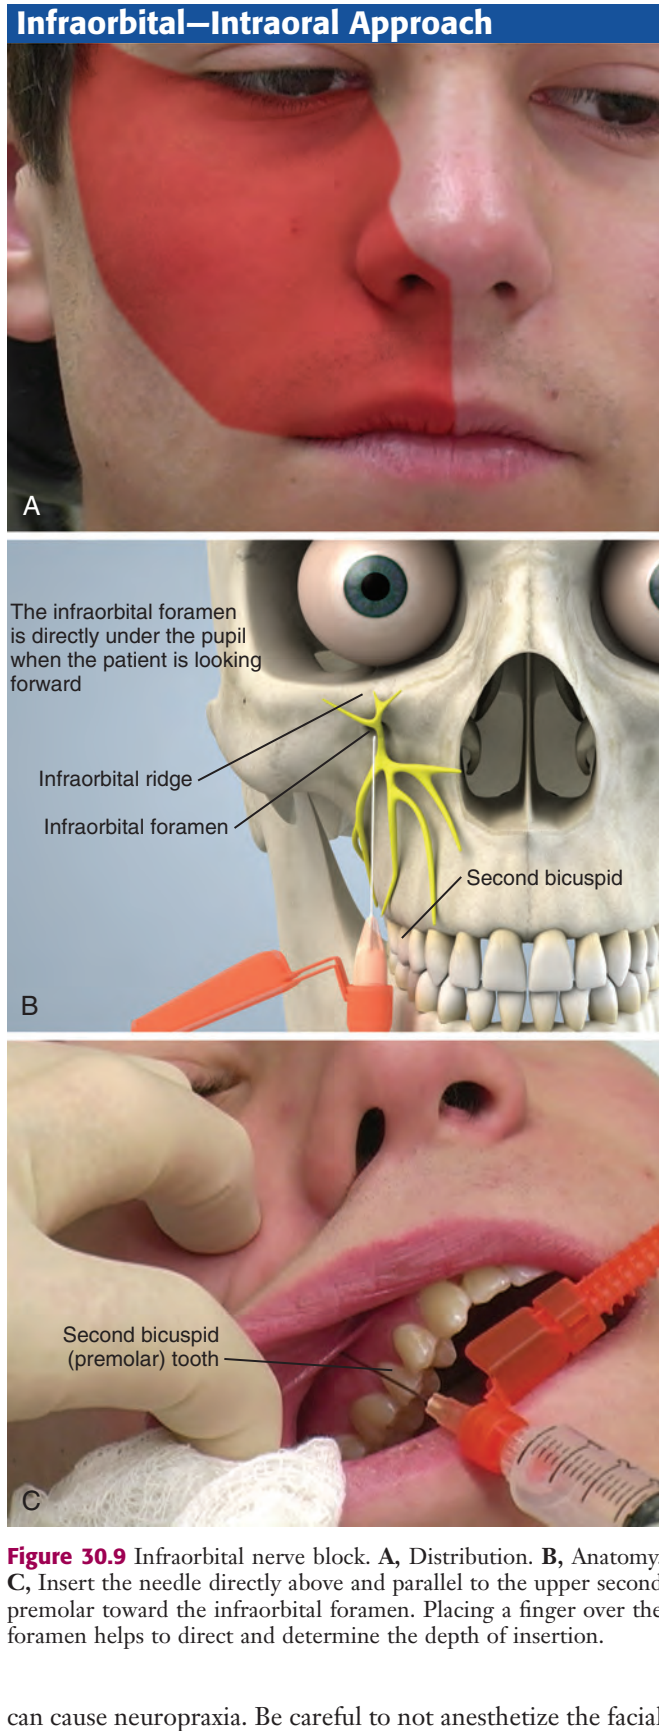 Infraorbital—Intraoral Approach
A
The infraorbital foramen
is directly under the pupil
when the patient is looking
forward
Infraorbital ridge
Infraorbital foramen
Second bicuspid
B
Second bicuspid
(premolar) tooth
C
Figure 30.9 Infraorbital nerve block. A, Distribution. B, Anatomy.
C, Insert the needle directly above and parallel to the upper second
premolar toward the infraorbital foramen. Placing a finger over the
foramen helps to direct and determine the depth of insertion.
can cause neuropraxia. Be careful to not anesthetize the facial